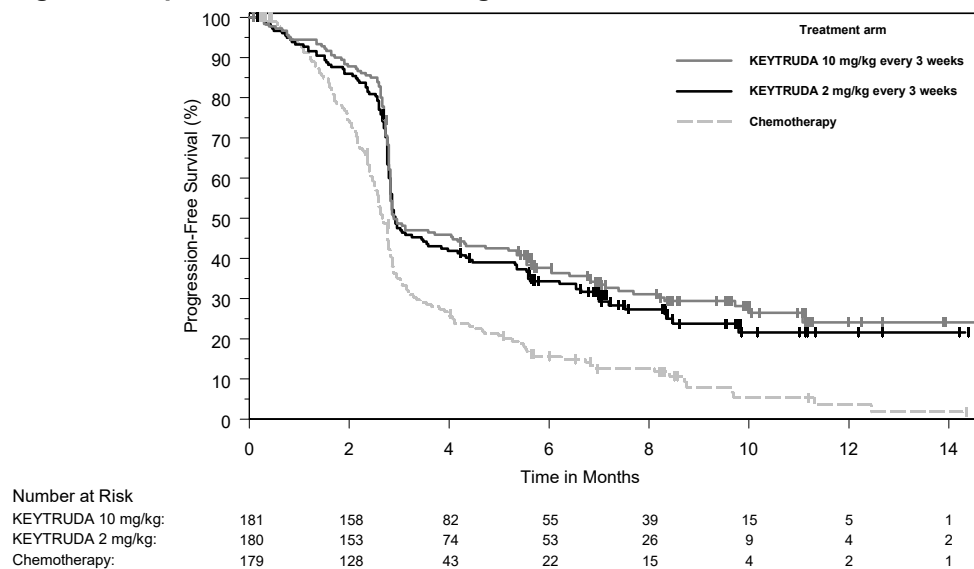 Treatment arm
KEYTRUDA 10 mg/kg every 3 weeks
KEYTRUDA 2 mg/kg every 3 weeks
Chemotherapy
Progression-Free Survival (%)
100
90
80
70
60
50
40
30
20
10
0
0 2 4 6 8 10 12 14
Time in Months
Number at Risk
KEYTRUDA 10 mg/kg: 181 158 82 55 39 15 5 1
KEYTRUDA 2 mg/kg: 180 153 74 53 26 9 4 2
Chemotherapy: 179 128 43 22 15 4 2 1